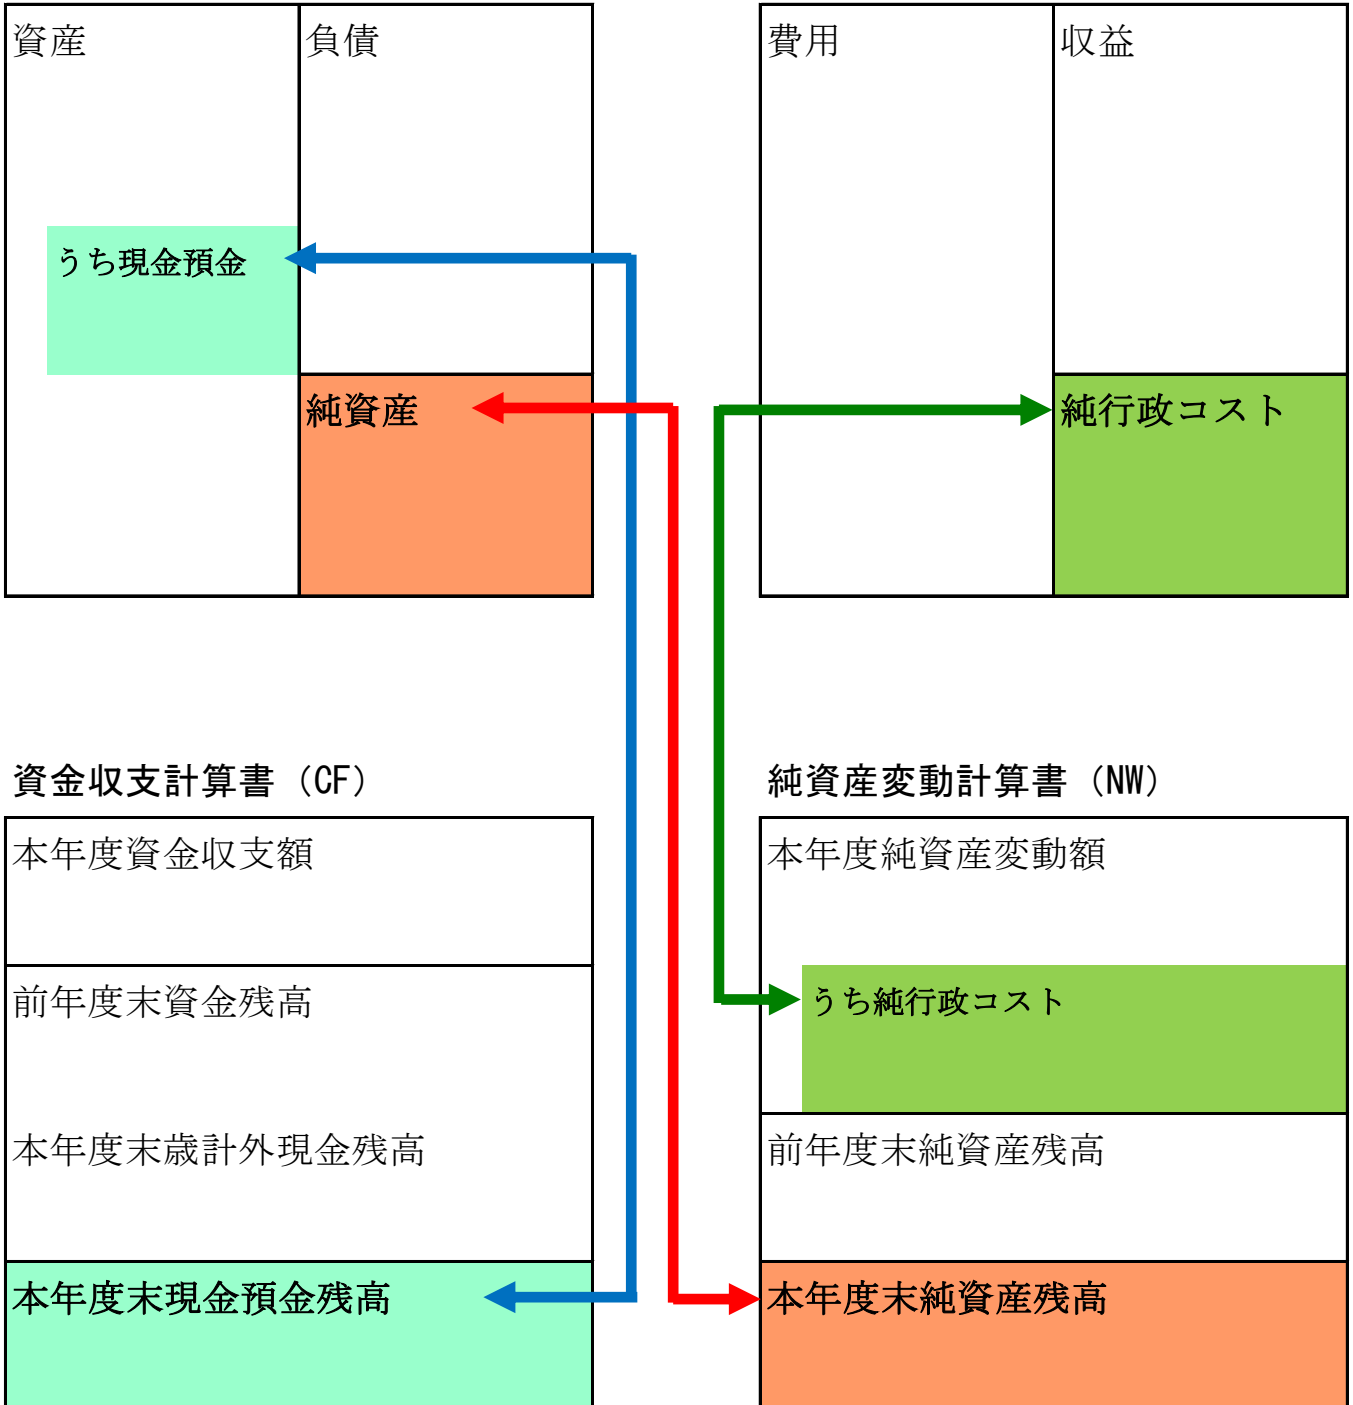 資産
負債
うち現金預金
純資産
費用
収益
純行政コスト
資金収支計算書（CF）
本年度資金収支額
前年度末資金残高
本年度末歳計外現金残高
本年度末現金預金残高
純資産変動計算書（NW）
本年度純資産変動額
うち純行政コスト
前年度末純資産残高
本年度末純資産残高